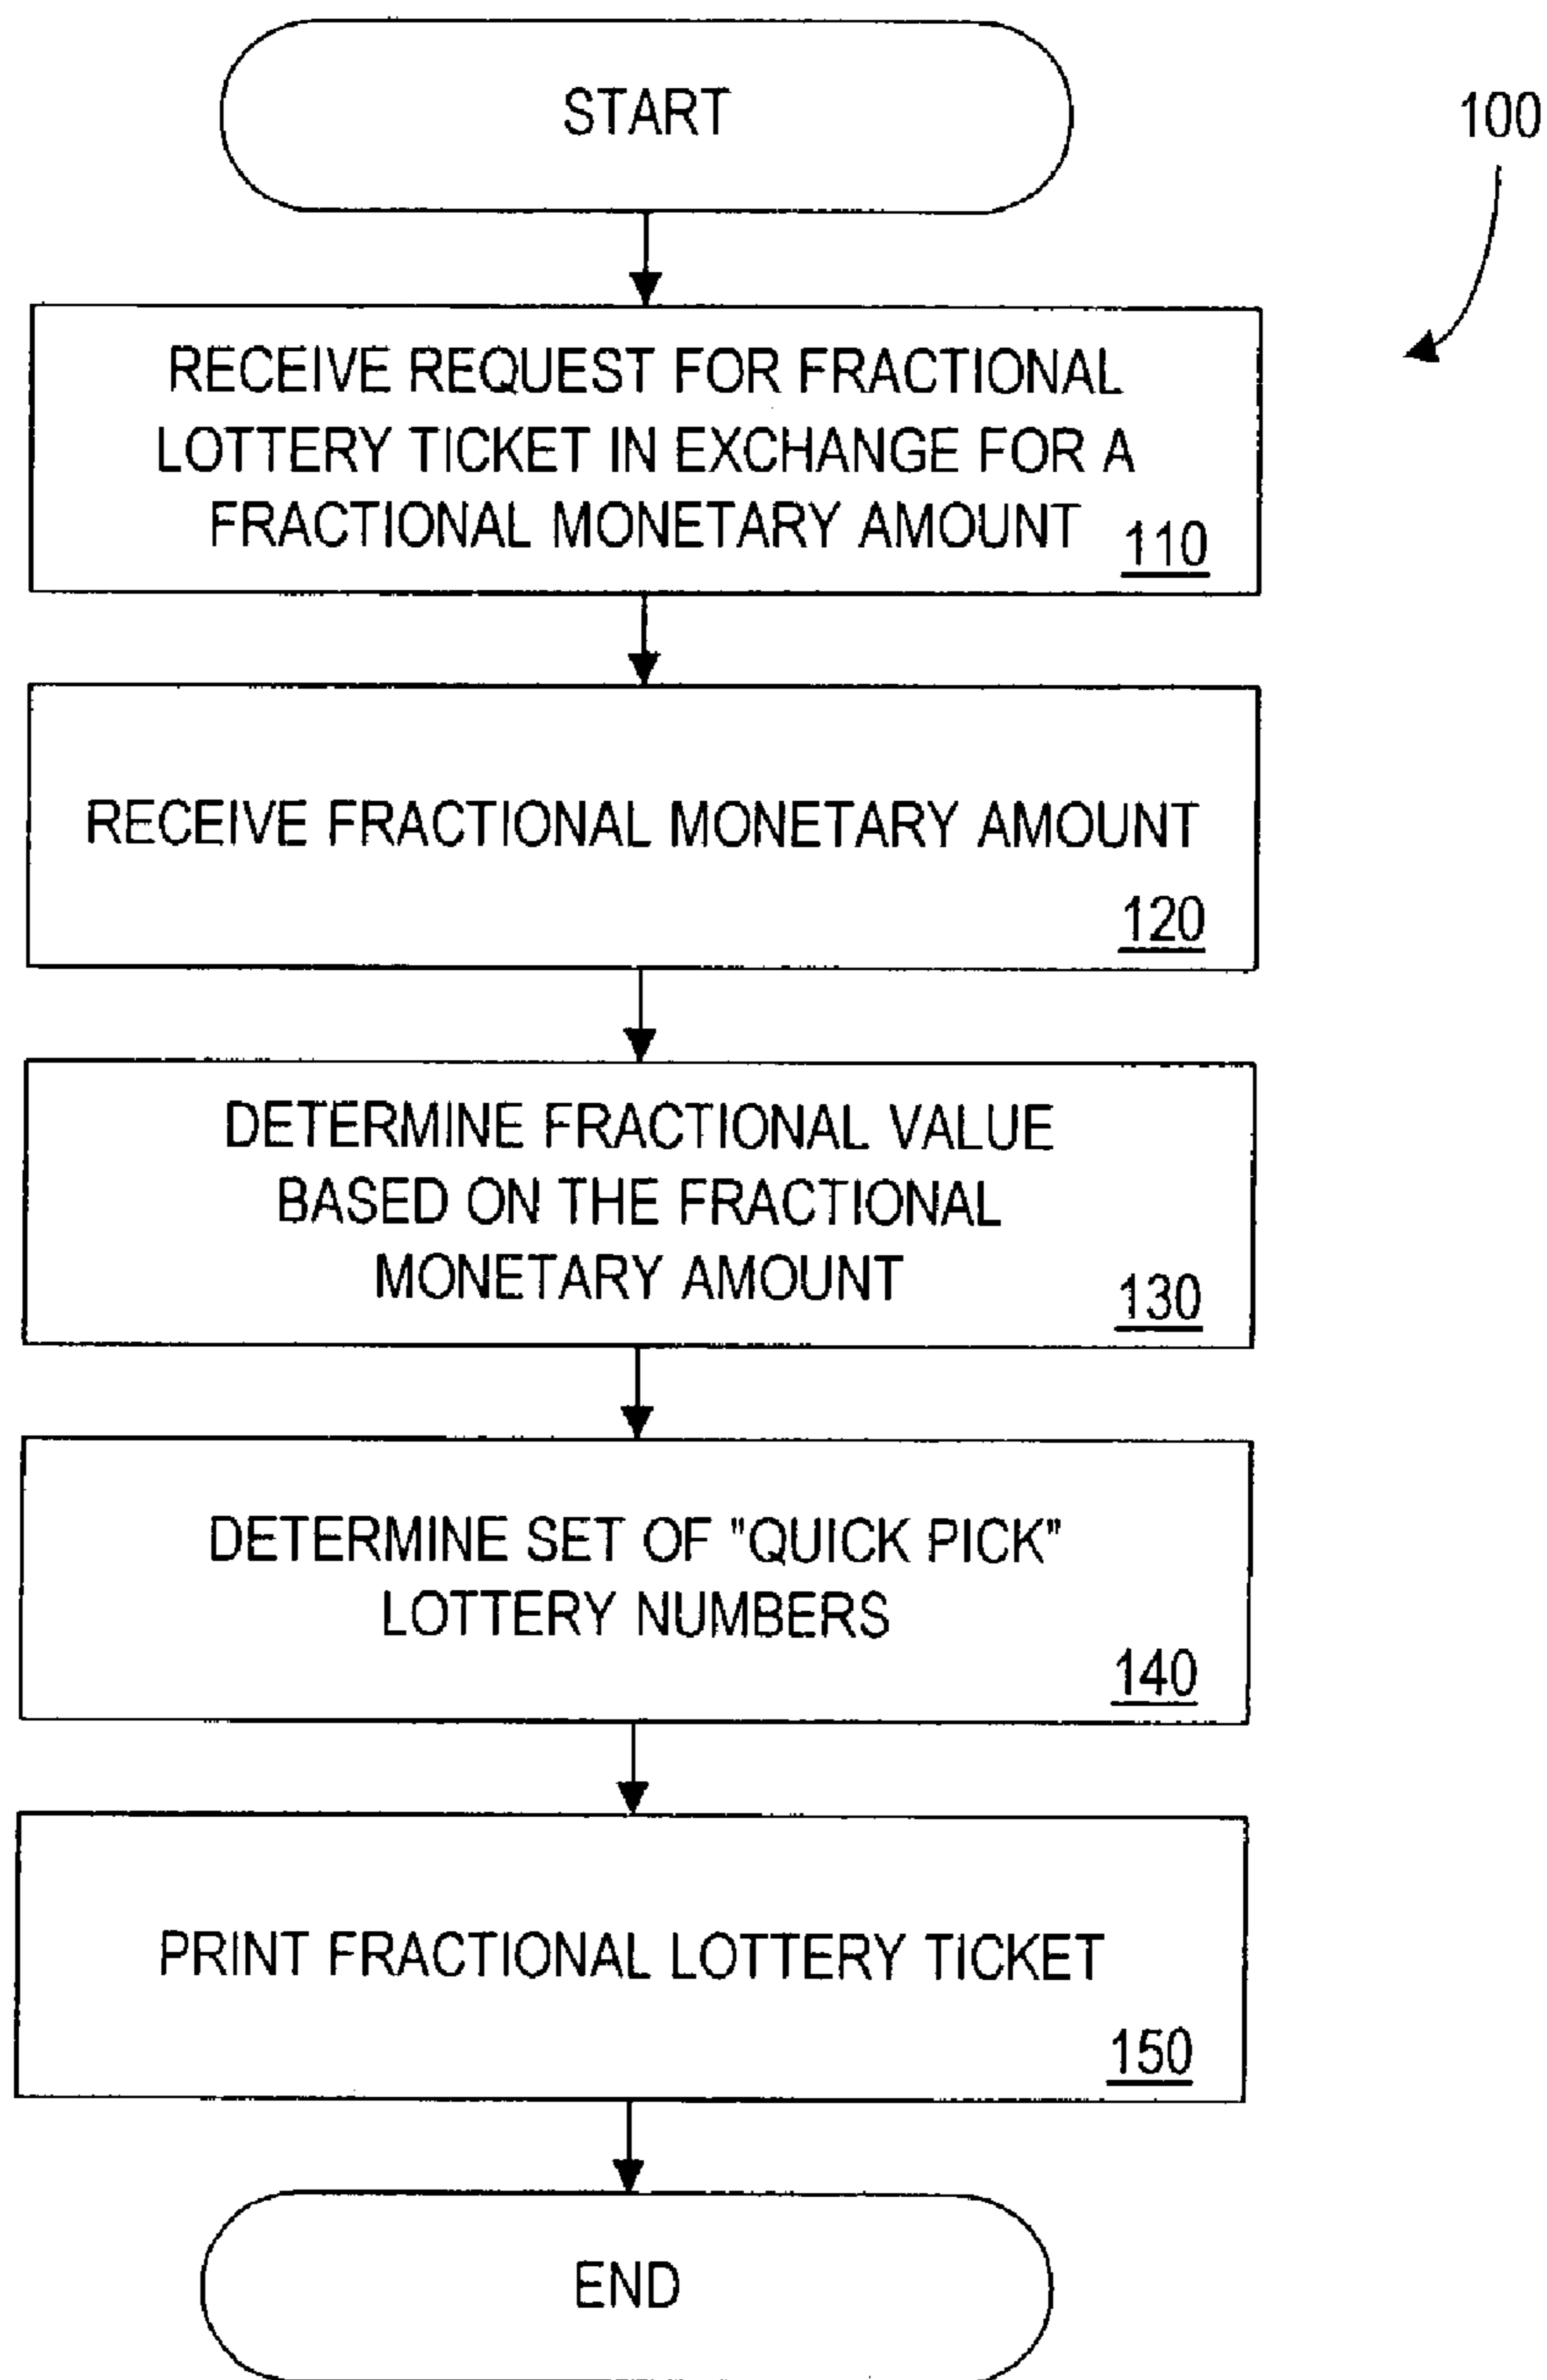 START
100
RECEIVE REQUEST FOR FRACTIONAL
LOTTERY TICKET IN EXCHANGE FOR A
FRACTIONAL MONETARY AMOUNT
110
RECEIVE FRACTIONAL MONETARY AMOUNT
120
DETERMINE FRACTIONAL VALUE
BASED ON THE FRACTIONAL
MONETARY AMOUNT
130
DETERMINE SET OF "QUICK PICK"
LOTTERY NUMBERS
140
PRINT FRACTIONAL LOTTERY TICKET
150
END